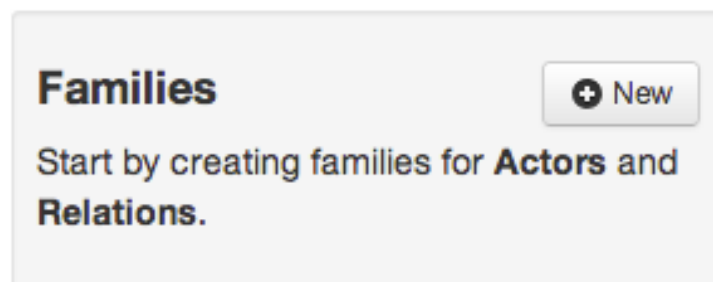 Families
New
Start by creating families for Actors and
Relations.